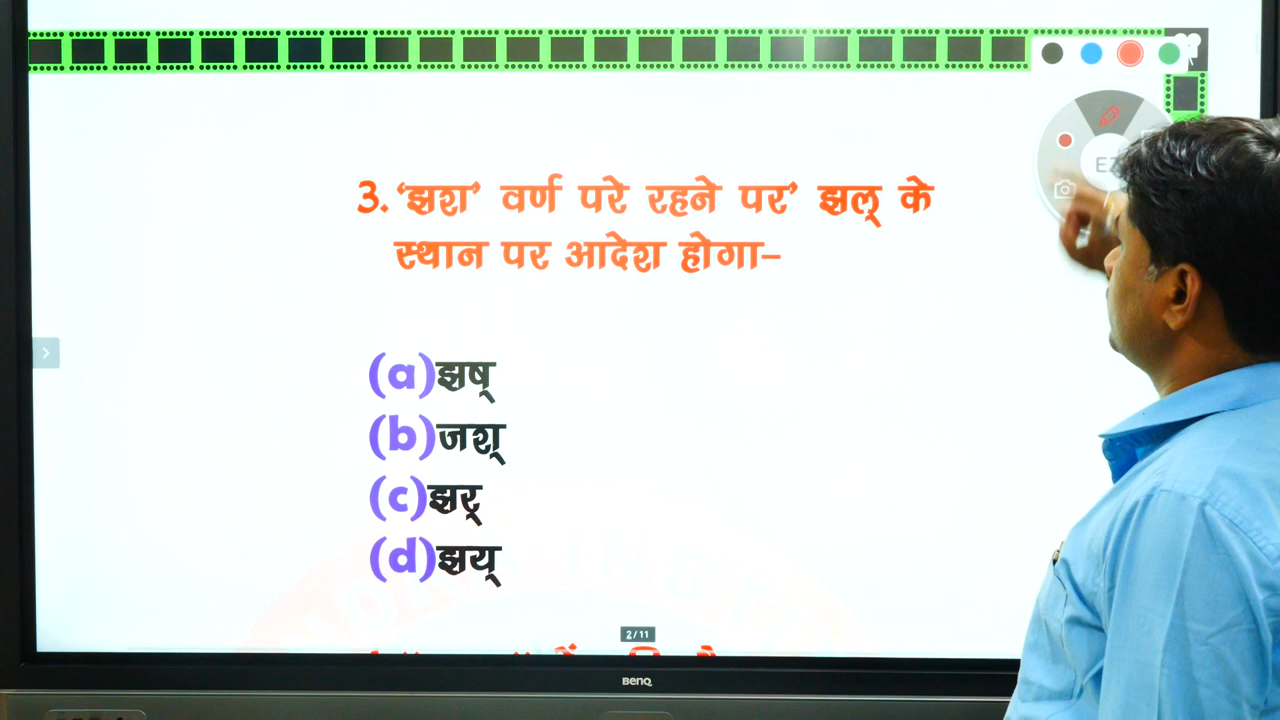 3. ‘झश’ वर्ण परे रहने पर’ झल् के
स्थान पर आदेश होगा–
(a)झष्
(b)जश्
(c)झर्
(d)झय्
2/11
BenQ